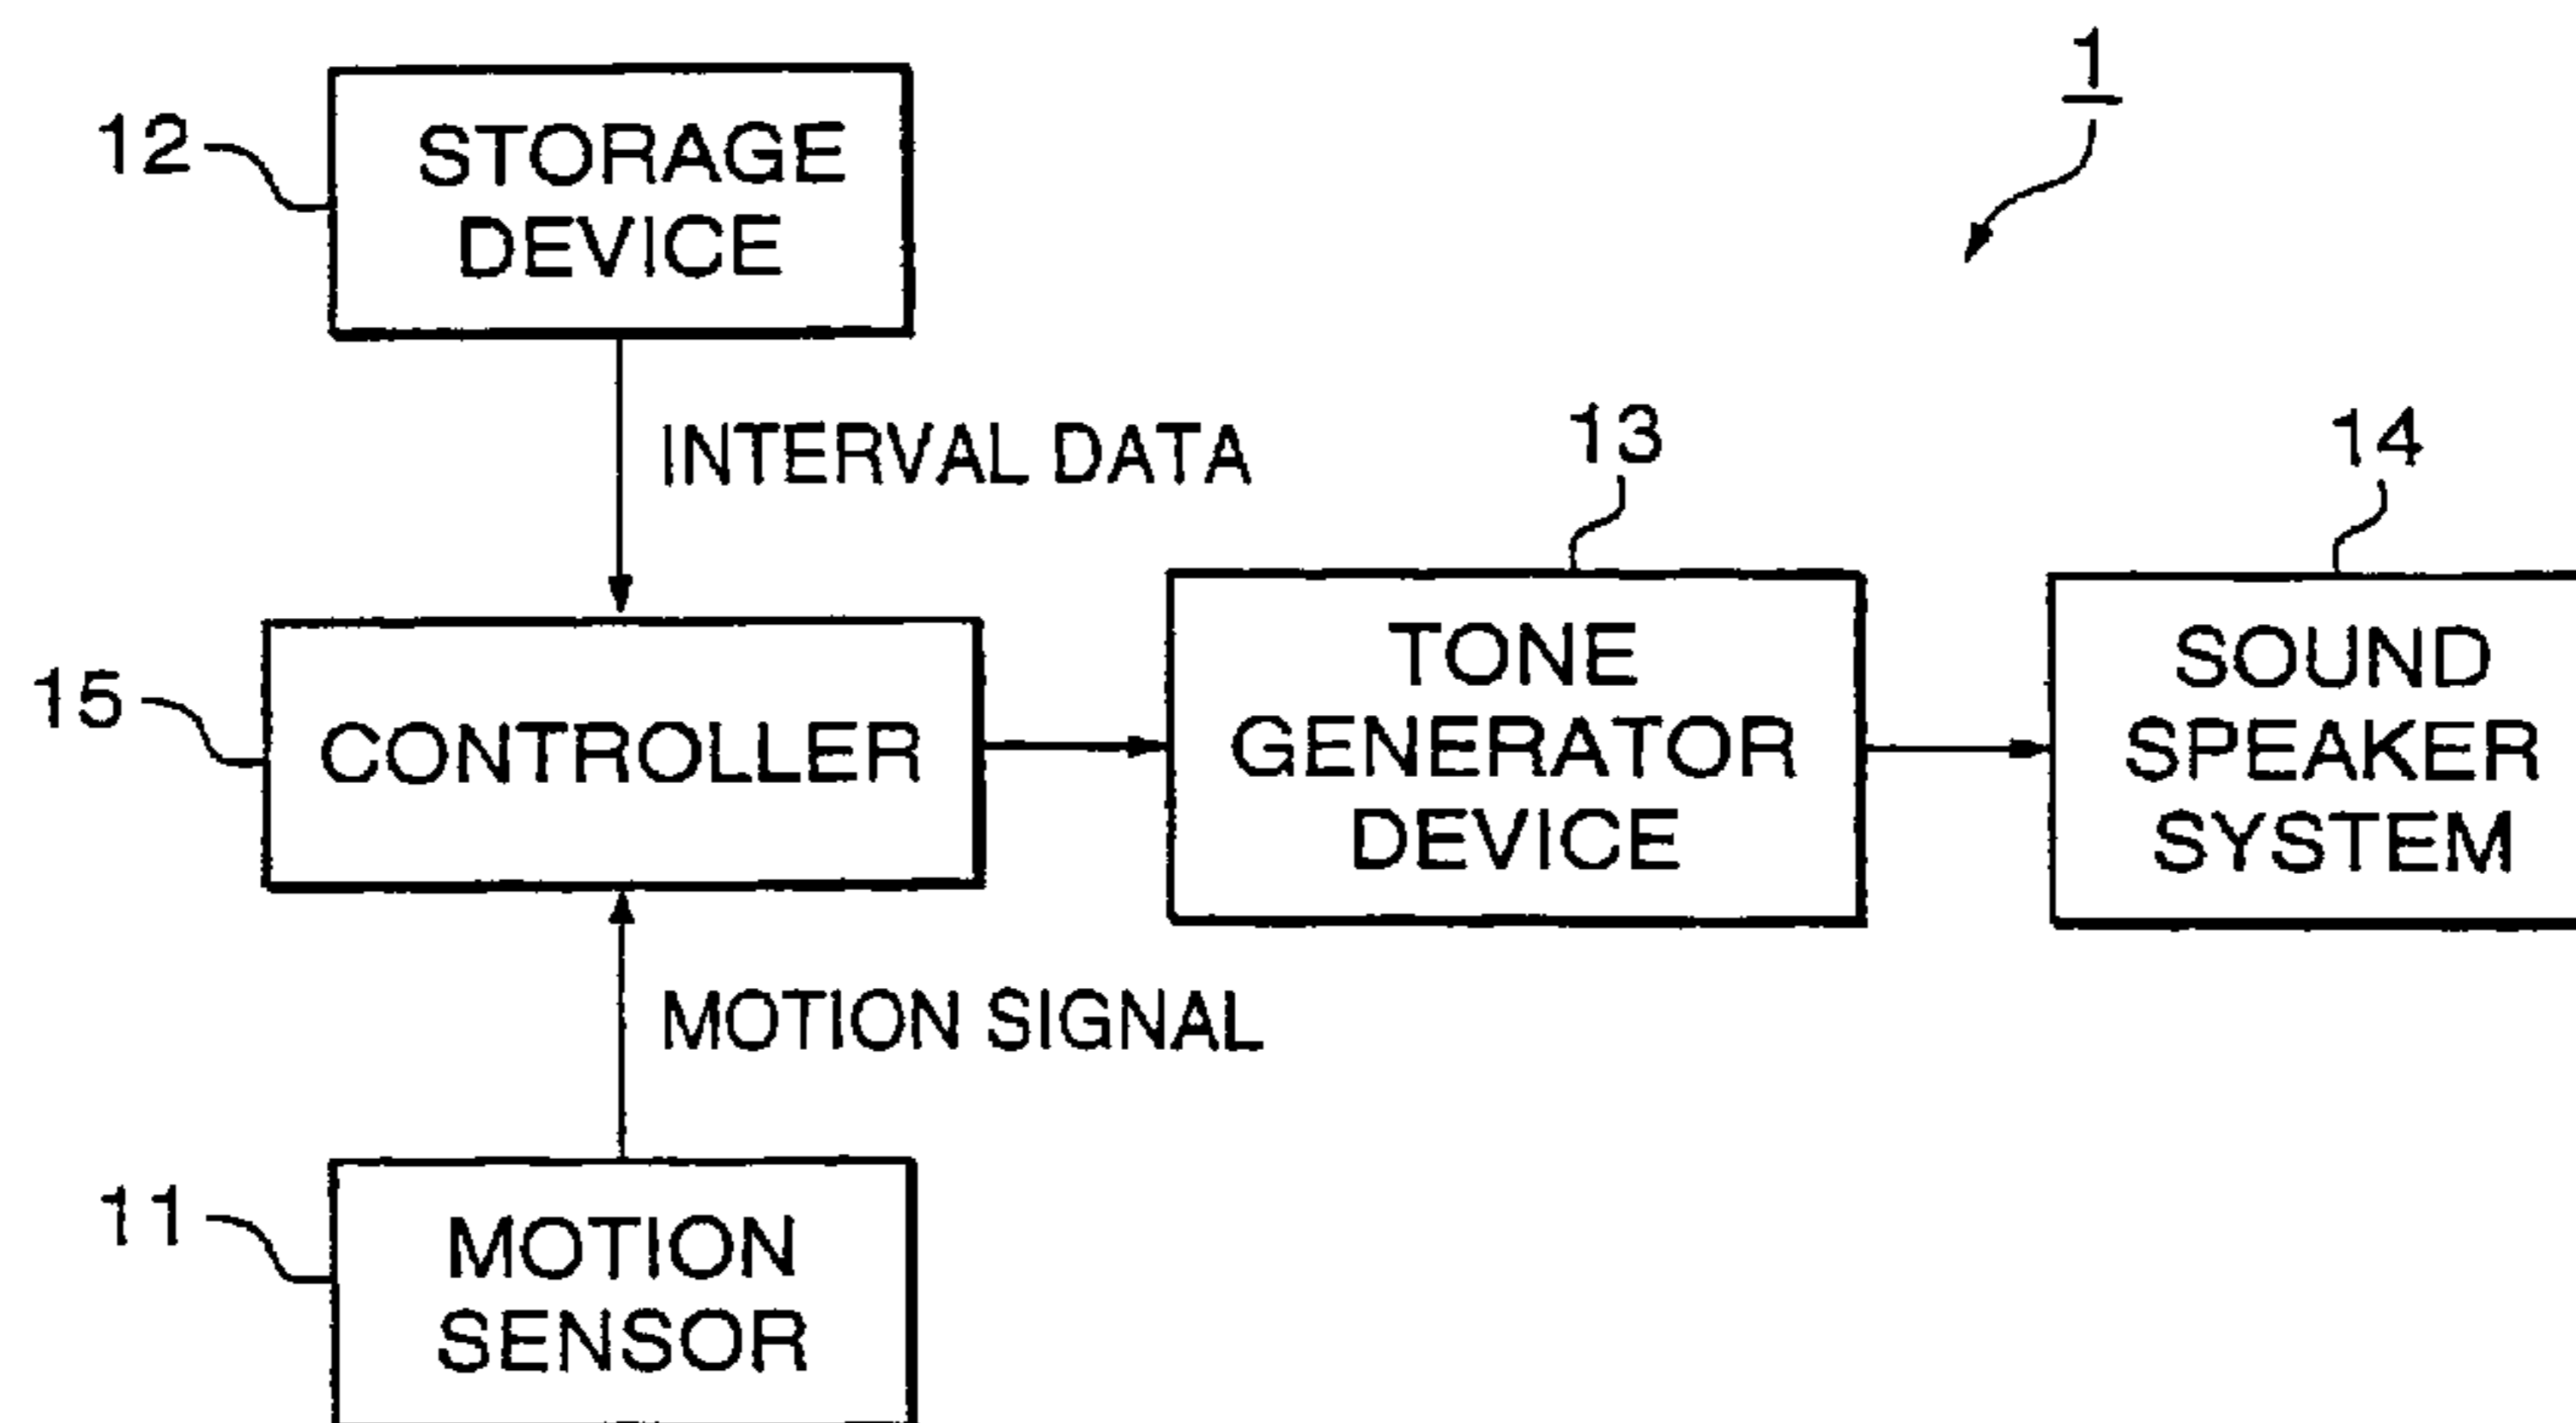 1
12
STORAGE
DEVICE
INTERVAL DATA
13
14
15
CONTROLLER
TONE
GENERATOR
DEVICE
SOUND
SPEAKER
SYSTEM
MOTION SIGNAL
11
MOTION
SENSOR